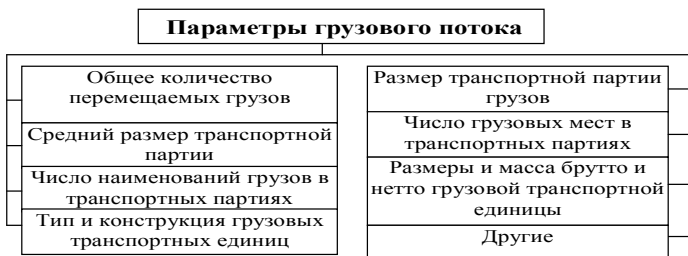 Параметры грузового потока
Общее количество
перемещаемых грузов
Средний размер транспортной
партии
Число наименований грузов в
транспортных партиях
Тип и конструкция грузовых
транспортных единиц
Размер транспортной партии
грузов
Число грузовых мест в
транспортных партиях
Размеры и масса брутто и
нетто грузовой транспортной
единицы
Другие